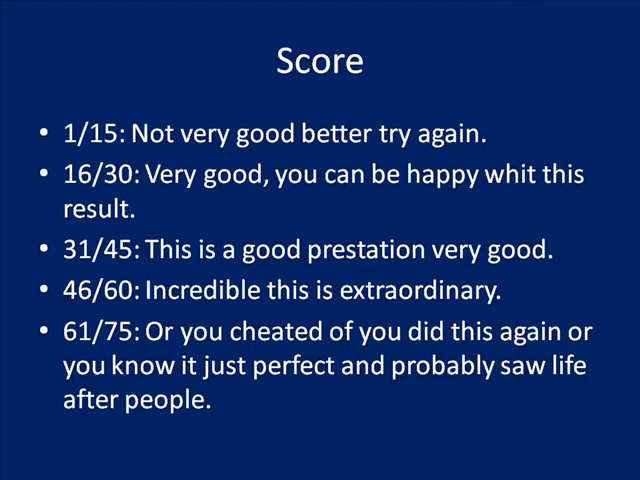 Score
• 1/15: Not very good better try again.
• 16/30: Very good, you can be happy whit this
result.
• 31/45: This is a good prestation very good.
• 46/60: Incredible this is extraordinary.
• 61/75: Or you cheated of you did this again or
you know it just perfect and probably saw life
after people.